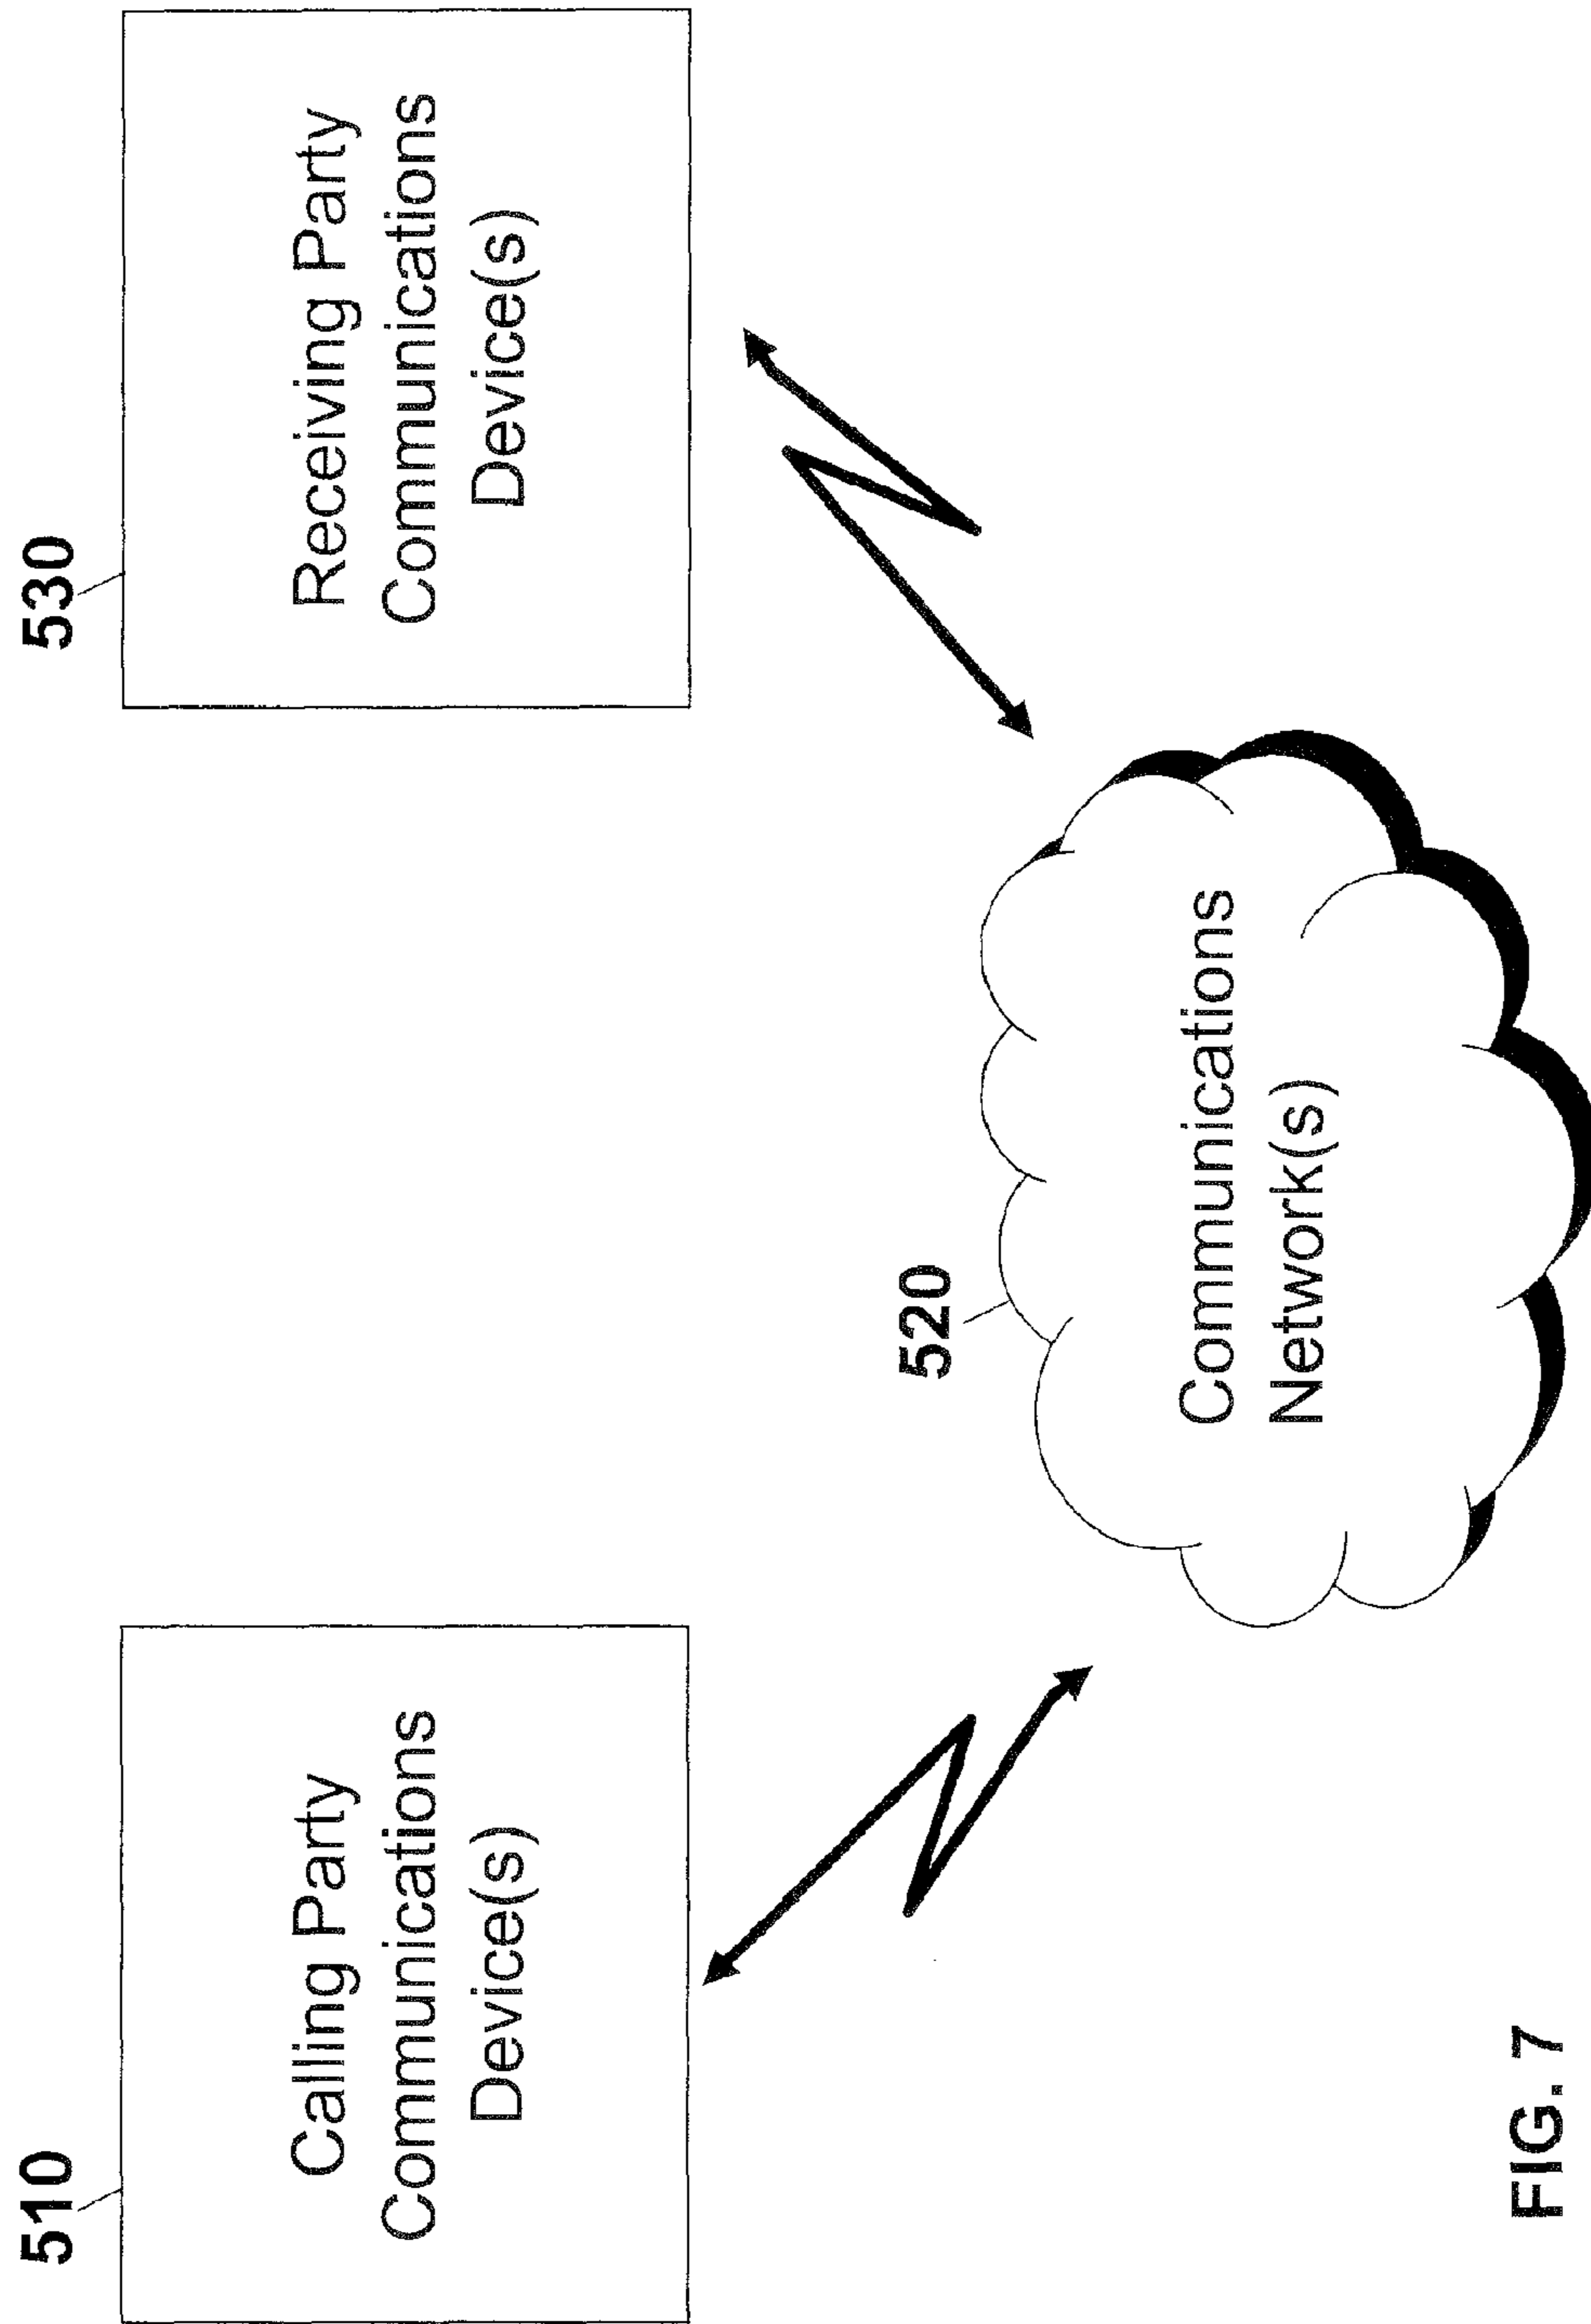 510
Calling Party
Communications
Device(s)
530
Receiving Party
Communications
Device(s)
520
Communications
Network(s)
FIG. 7